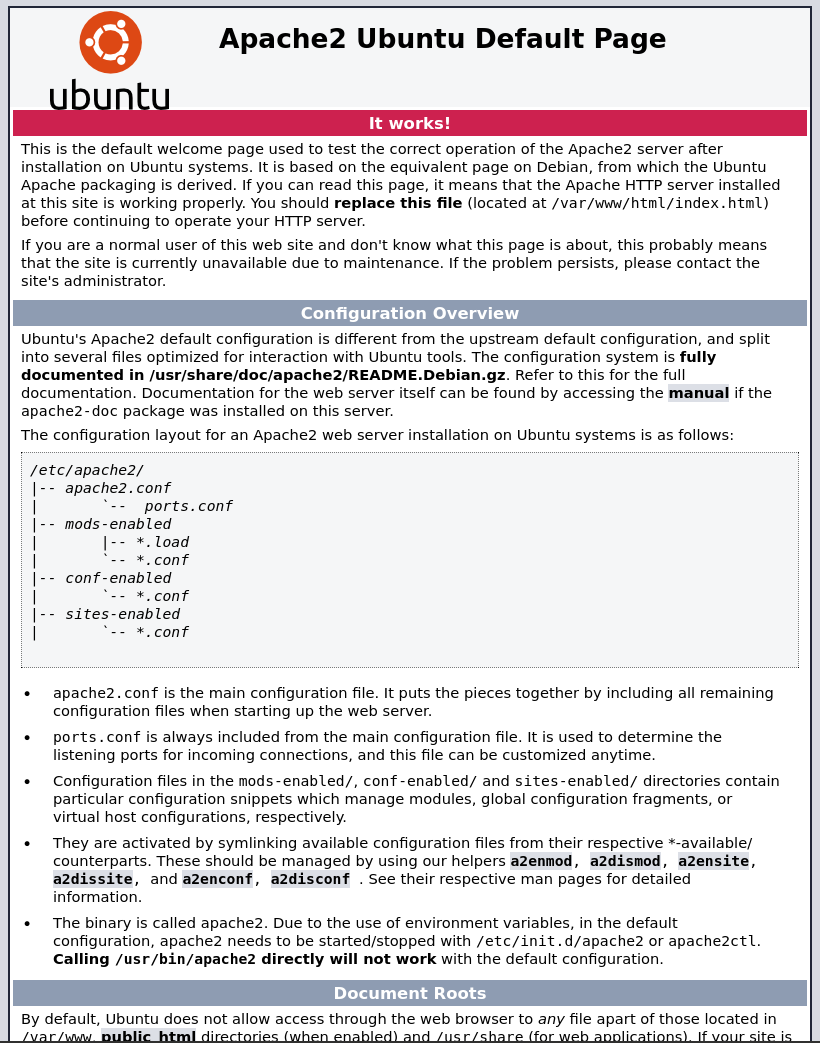 ubuntu
Apache2 Ubuntu Default Page
It works!
This is the default welcome page used to test the correct operation of the Apache2 server after
installation on Ubuntu systems. It is based on the equivalent page on Debian, from which the Ubuntu
Apache packaging is derived. If you can read this page, it means that the Apache HTTP server installed
at this site is working properly. You should replace this file (located at /var/www/html/index.html)
before continuing to operate your HTTP server.
If you are a normal user of this web site and don't know what this page is about, this probably means
that the site is currently unavailable due to maintenance. If the problem persists, please contact the
site's administrator.
Configuration Overview
Ubuntu's Apache2 default configuration is different from the upstream default configuration, and split
into several files optimized for interaction with Ubuntu tools. The configuration system is fully
documented in /usr/share/doc/apache2/README.Debian.gz. Refer to this for the full
documentation. Documentation for the web server itself can be found by accessing the manual if the
apache2-doc package was installed on this server.
The configuration layout for an Apache2 web server installation on Ubuntu systems is as follows:
/etc/apache2/
|-- apache2.conf
|       `--  ports.conf
|-- mods-enabled
|       |-- *.load
|       `-- *.conf
|-- conf-enabled
|       `-- *.conf
|-- sites-enabled
|       `-- *.conf
• apache2.conf is the main configuration file. It puts the pieces together by including all remaining
configuration files when starting up the web server.
• ports.conf is always included from the main configuration file. It is used to determine the
listening ports for incoming connections, and this file can be customized anytime.
• Configuration files in the mods-enabled/, conf-enabled/ and sites-enabled/ directories contain
particular configuration snippets which manage modules, global configuration fragments, or
virtual host configurations, respectively.
• They are activated by symlinking available configuration files from their respective *-available/
counterparts. These should be managed by using our helpers a2enmod, a2dismod, a2ensite,
a2dissite, and a2enconf, a2disconf . See their respective man pages for detailed
information.
• The binary is called apache2. Due to the use of environment variables, in the default
configuration, apache2 needs to be started/stopped with /etc/init.d/apache2 or apache2ctl.
Calling /usr/bin/apache2 directly will not work with the default configuration.
Document Roots
By default, Ubuntu does not allow access through the web browser to any file apart of those located in
/var/www, public_html directories (when enabled) and /usr/share (for web applications). If your site is